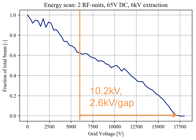 Energy scan: 2 RF-units, 65V DC, 6kV extraction
1.0
0.8
0.6
0.4
0.2
0.0
Fraction of total beam [-]
10.2kV,
2.6kV/gap
0 2500 5000 7500 10000 12500 15000 17500
Grid Voltage [V]